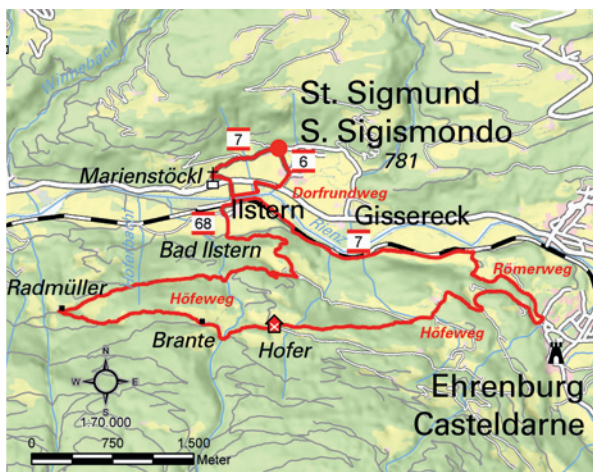 Winnebach
St. Sigmund
S. Sigismondo
781
7
6
Marienstöckl
Dorfrundweg
Ilstern
Gissereck
68
Rienz
7
Bad Ilstern
Römerweg
Radmüller
Höfeweg
Höfeweg
Brante
Hofer
Ehrenburg
Casteldarne
N
W
E
S
1:70.000
0
750
1.500
Meter